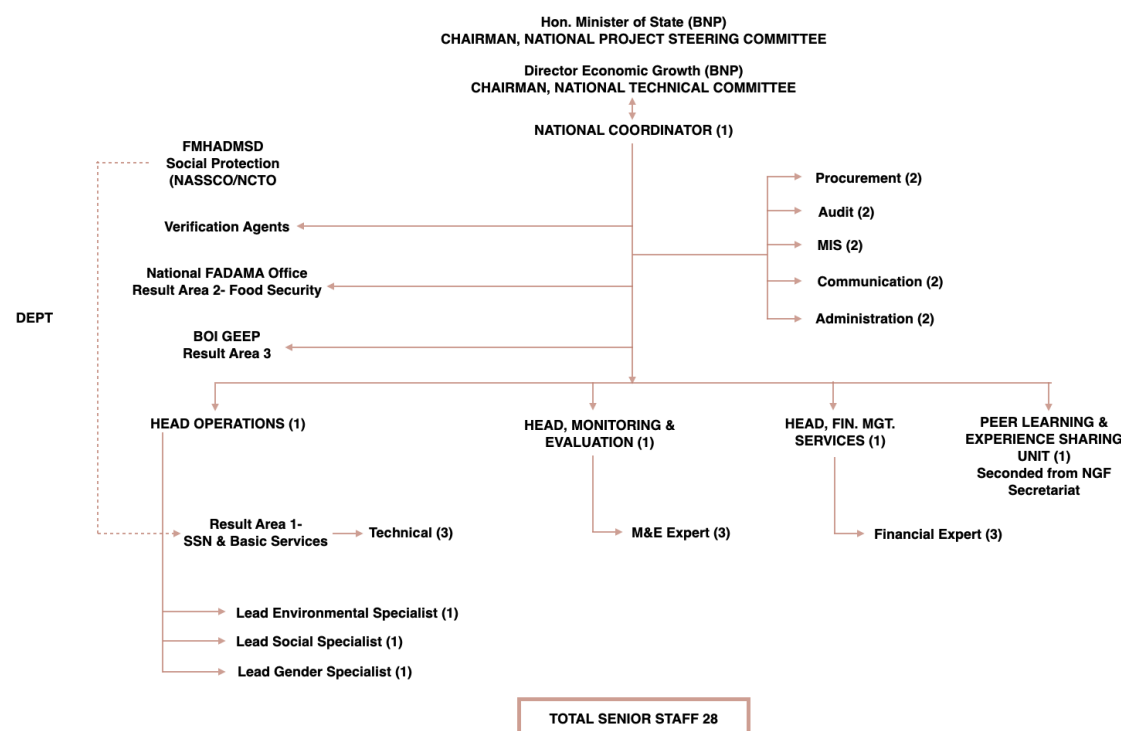 Hon. Minister of State (BNP)
CHAIRMAN, NATIONAL PROJECT STEERING COMMITTEE
Director Economic Growth (BNP)
CHAIRMAN, NATIONAL TECHNICAL COMMITTEE
NATIONAL COORDINATOR (1)
FMHADMSD
Social Protection
(NASSCO/NCTO
Procurement (2)
Audit (2)
MIS (2)
Communication (2)
Administration (2)
Verification Agents
National FADAMA Office
Result Area 2- Food Security
DEPT
BOI GEEP
Result Area 3
HEAD OPERATIONS (1)
HEAD, MONITORING &
EVALUATION (1)
HEAD, FIN. MGT.
SERVICES (1)
PEER LEARNING &
EXPERIENCE SHARING
UNIT (1)
Seconded from NGF
Secretariat
Result Area 1-
SSN & Basic Services
Technical (3)
M&E Expert (3)
Financial Expert (3)
Lead Environmental Specialist (1)
Lead Social Specialist (1)
Lead Gender Specialist (1)
TOTAL SENIOR STAFF 28